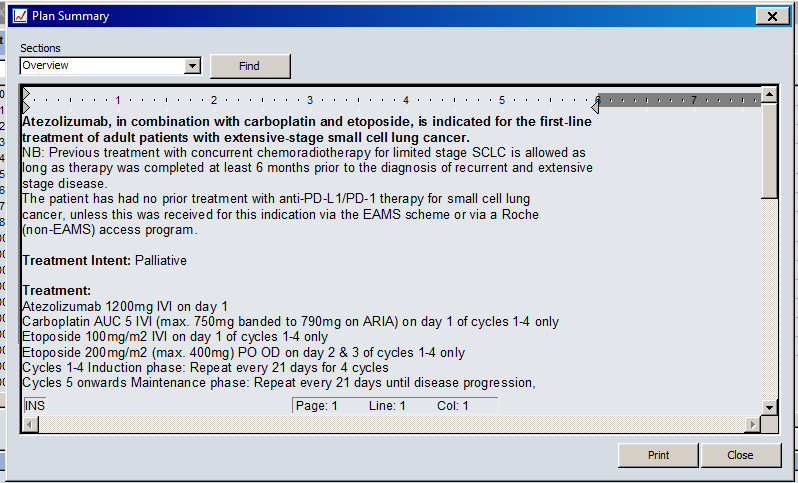 Plan Summary
Sections
Overview
Find
1 2 3 4 5 6 7
Atezolizumab, in combination with carboplatin and etoposide, is indicated for the first-line
treatment of adult patients with extensive-stage small cell lung cancer.
NB: Previous treatment with concurrent chemoradiotherapy for limited stage SCLC is allowed as
long as therapy was completed at least 6 months prior to the diagnosis of recurrent and extensive
stage disease.
The patient has had no prior treatment with anti-PD-L1/PD-1 therapy for small cell lung
cancer, unless this was received for this indication via the EAMS scheme or via a Roche
(non-EAMS) access program.
Treatment Intent: Palliative
Treatment:
Atezolizumab 1200mg IVI on day 1
Carboplatin AUC 5 IVI (max. 750mg banded to 790mg on ARIA) on day 1 of cycles 1-4 only
Etoposide 100mg/m2 IVI on day 1 of cycles 1-4 only
Etoposide 200mg/m2 (max. 400mg) PO OD on day 2 & 3 of cycles 1-4 only
Cycles 1-4 Induction phase: Repeat every 21 days for 4 cycles
Cycles 5 onwards Maintenance phase: Repeat every 21 days until disease progression,
INS Page: 1 Line: 1 Col: 1
Print Close